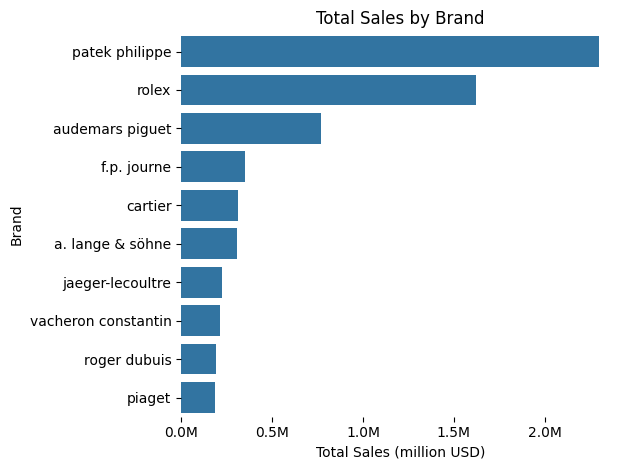 Total Sales by Brand
patek philippe
rolex
audemars piguet
f.p. journe
cartier
a. lange & söhne
jaeger-lecoultre
vacheron constantin
roger dubuis
piaget
Brand
0.0M 0.5M 1.0M 1.5M 2.0M
Total Sales (million USD)